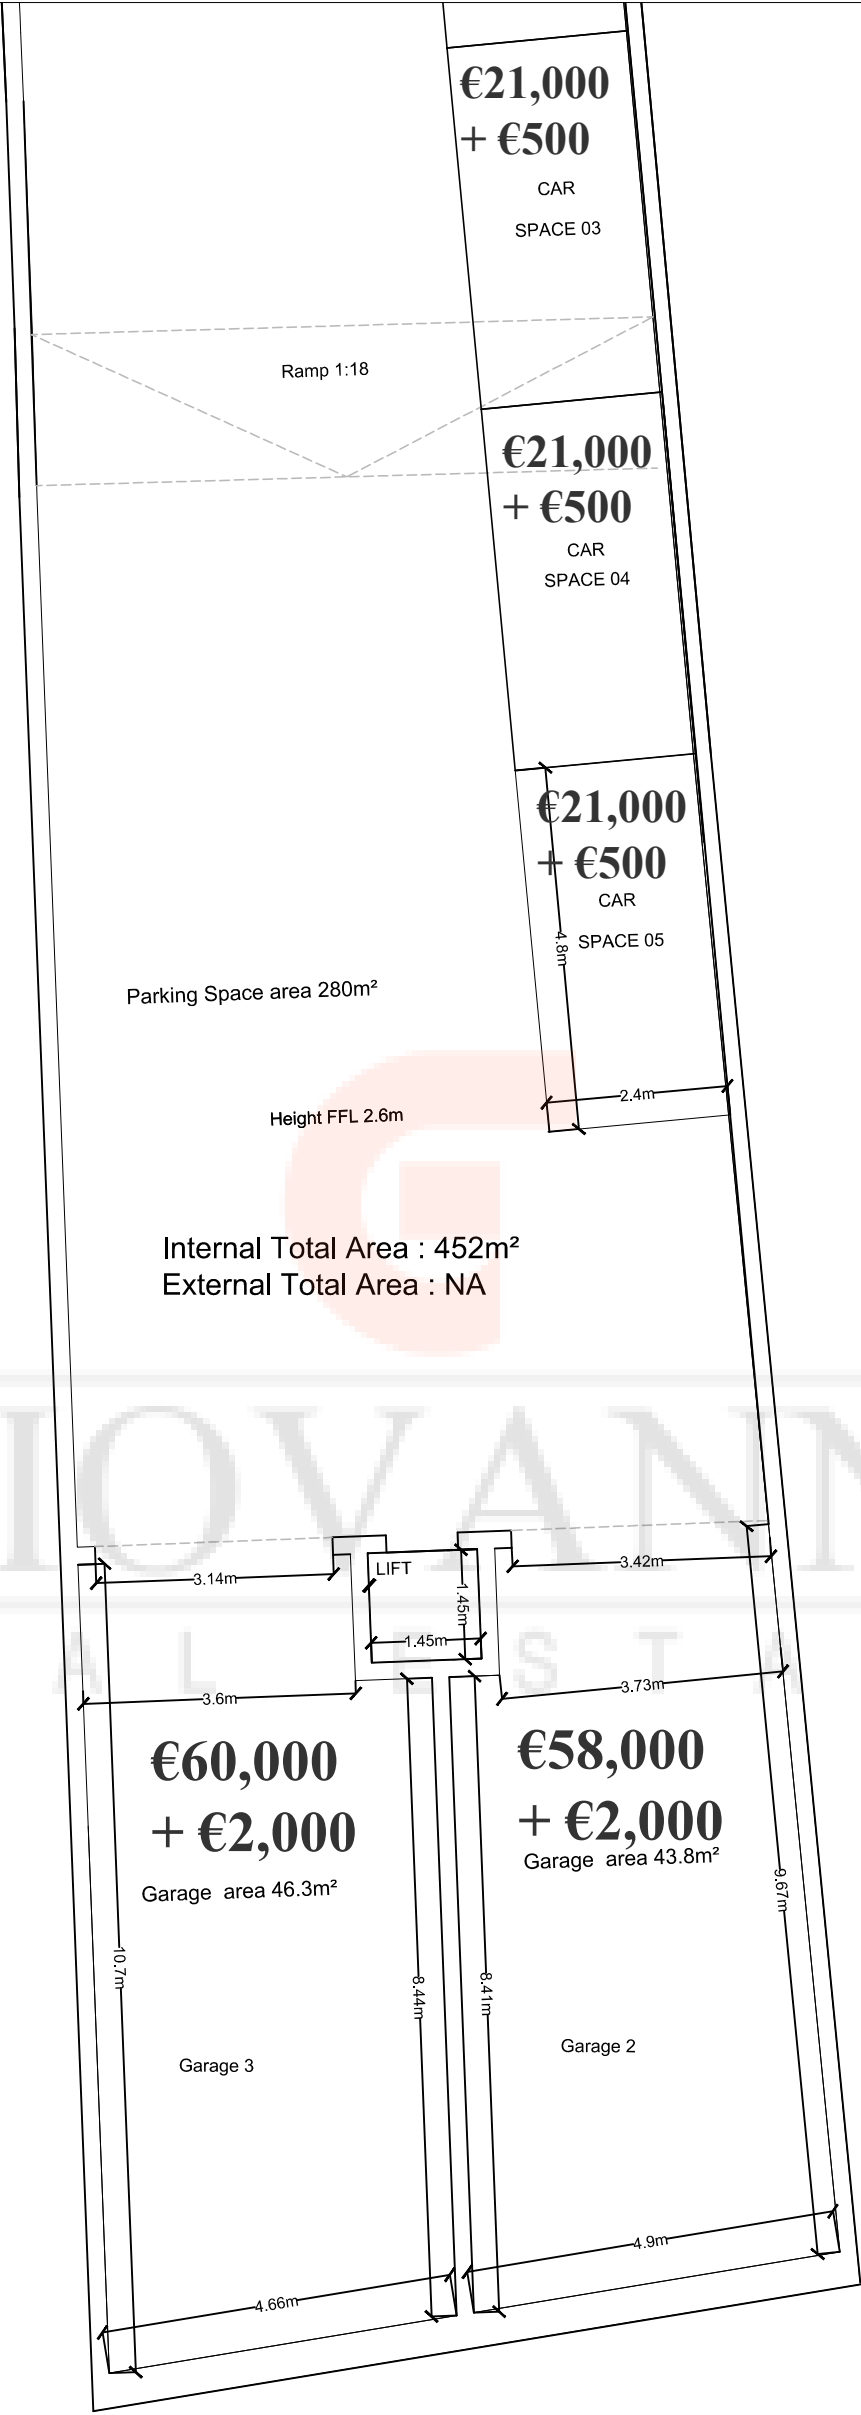 €21,000
+ €500
CAR
SPACE 03
Ramp 1:18
€21,000
+ €500
CAR
SPACE 04
€21,000
+ €500
CAR
SPACE 05
4.8m
Parking Space area 280m²
2.4m
Height FFL 2.6m
Internal Total Area : 452m²
External Total Area : NA
IOVANN
LIFT
3.14m
3.42m
1.45m
1.45m
A L E S T A
3.6m
3.73m
€60,000
+ €2,000
Garage area 46.3m²
€58,000
+ €2,000
Garage area 43.8m²
10.7m
8.44m
8.41m
9.67m
Garage 3
Garage 2
4.66m
4.9m